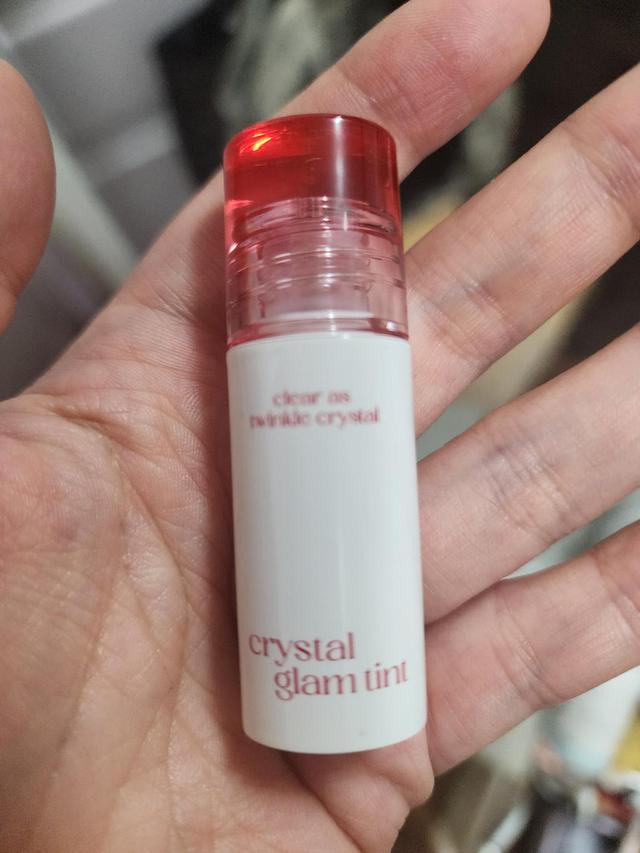 clear as
twinkle crystal
crystal
glam tint